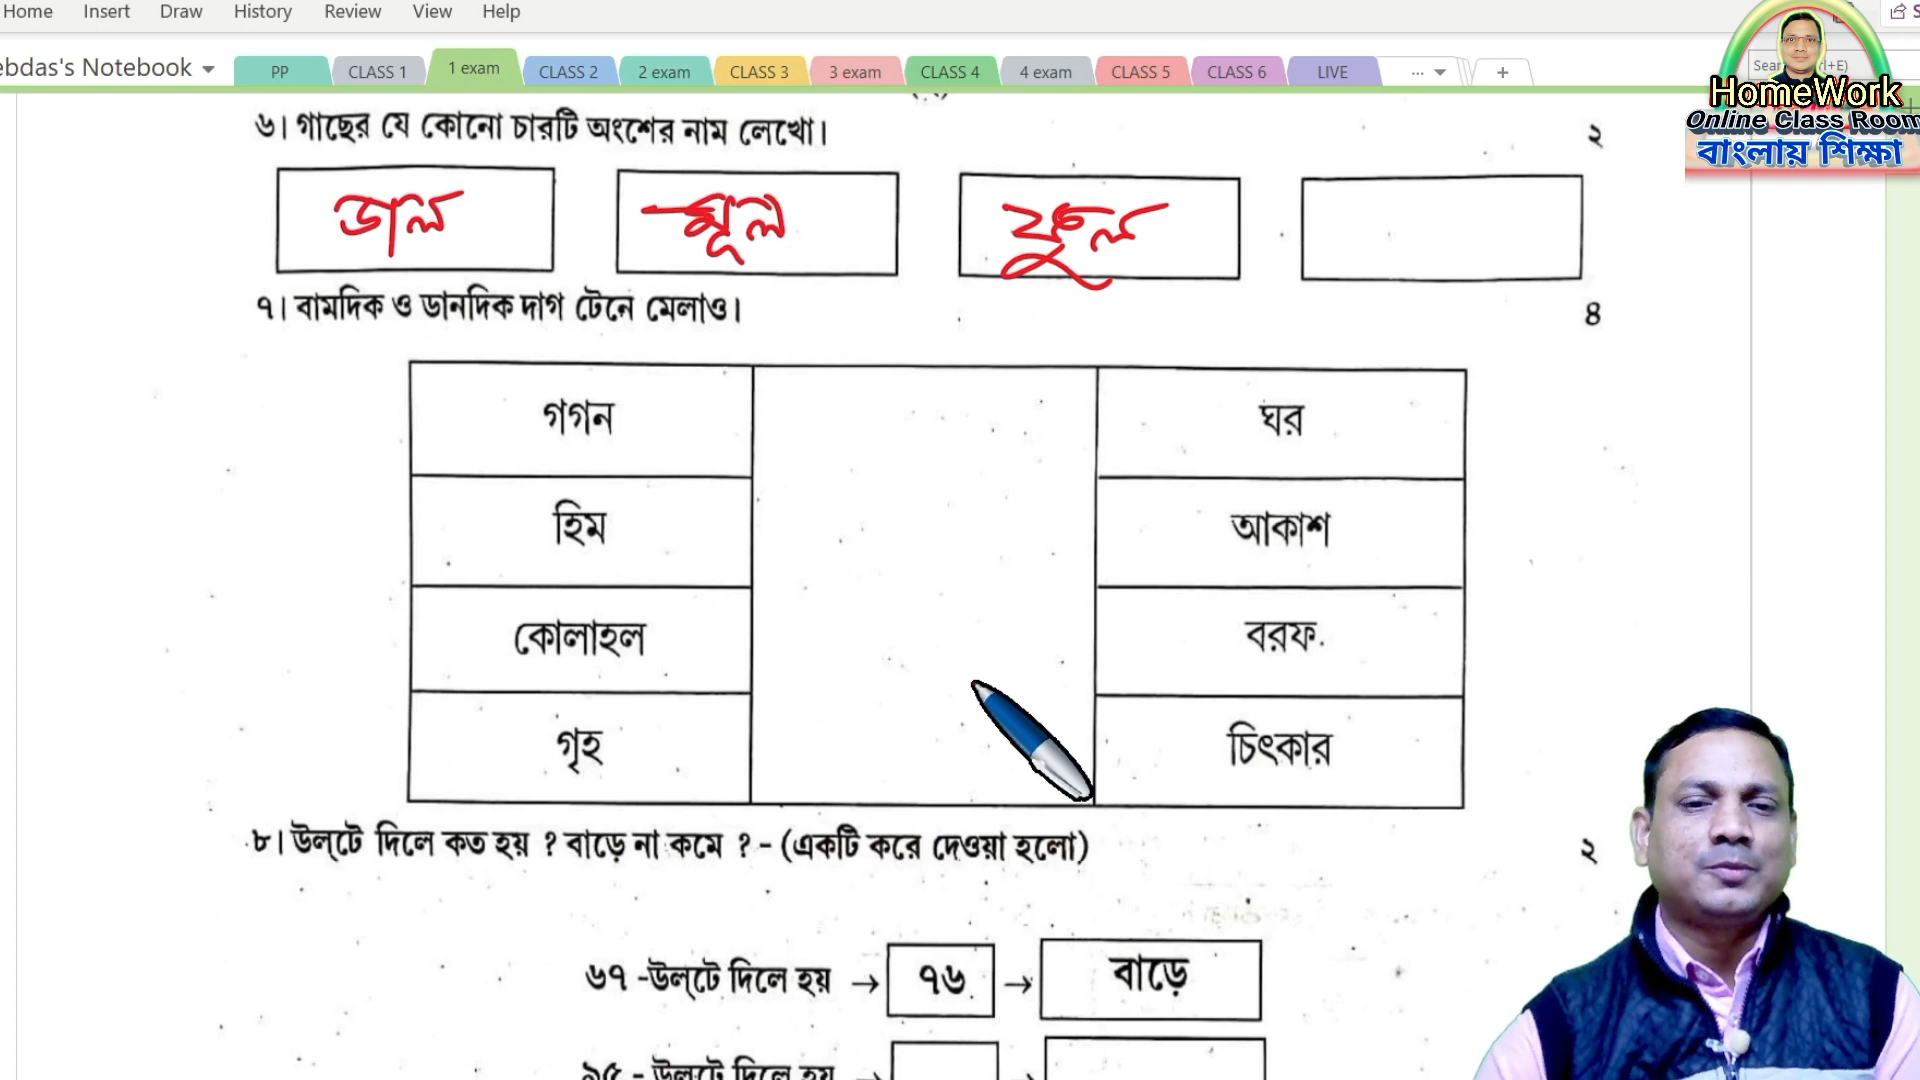 Home Insert Draw History Review View Help
ebdas's Notebook PP CLASS 1 1 exam CLASS 2 2 exam CLASS 3 3 exam CLASS 4 4 exam CLASS 5 CLASS 6 LIVE ... +
HomeWork
Online Class Room
বাংলায় শিক্ষা
৬। গাছের যে কোনো চারটি অংশের নাম লেখো। ২
ডাল মূল ফুল
৭। বামদিক ও ডানদিক দাগ টেনে মেলাও। ৪
গগন ঘর
হিম আকাশ
কোলাহল বরফ
গৃহ চিৎকার
৮। উল্‌টে দিলে কত হয় ? বাড়ে না কমে ? - (একটি করে দেওয়া হলো) ২
৬৭ -উল্‌টে দিলে হয় → ৭৬ → বাড়ে
৯৫ - উল্‌টে দিলে হয় → →